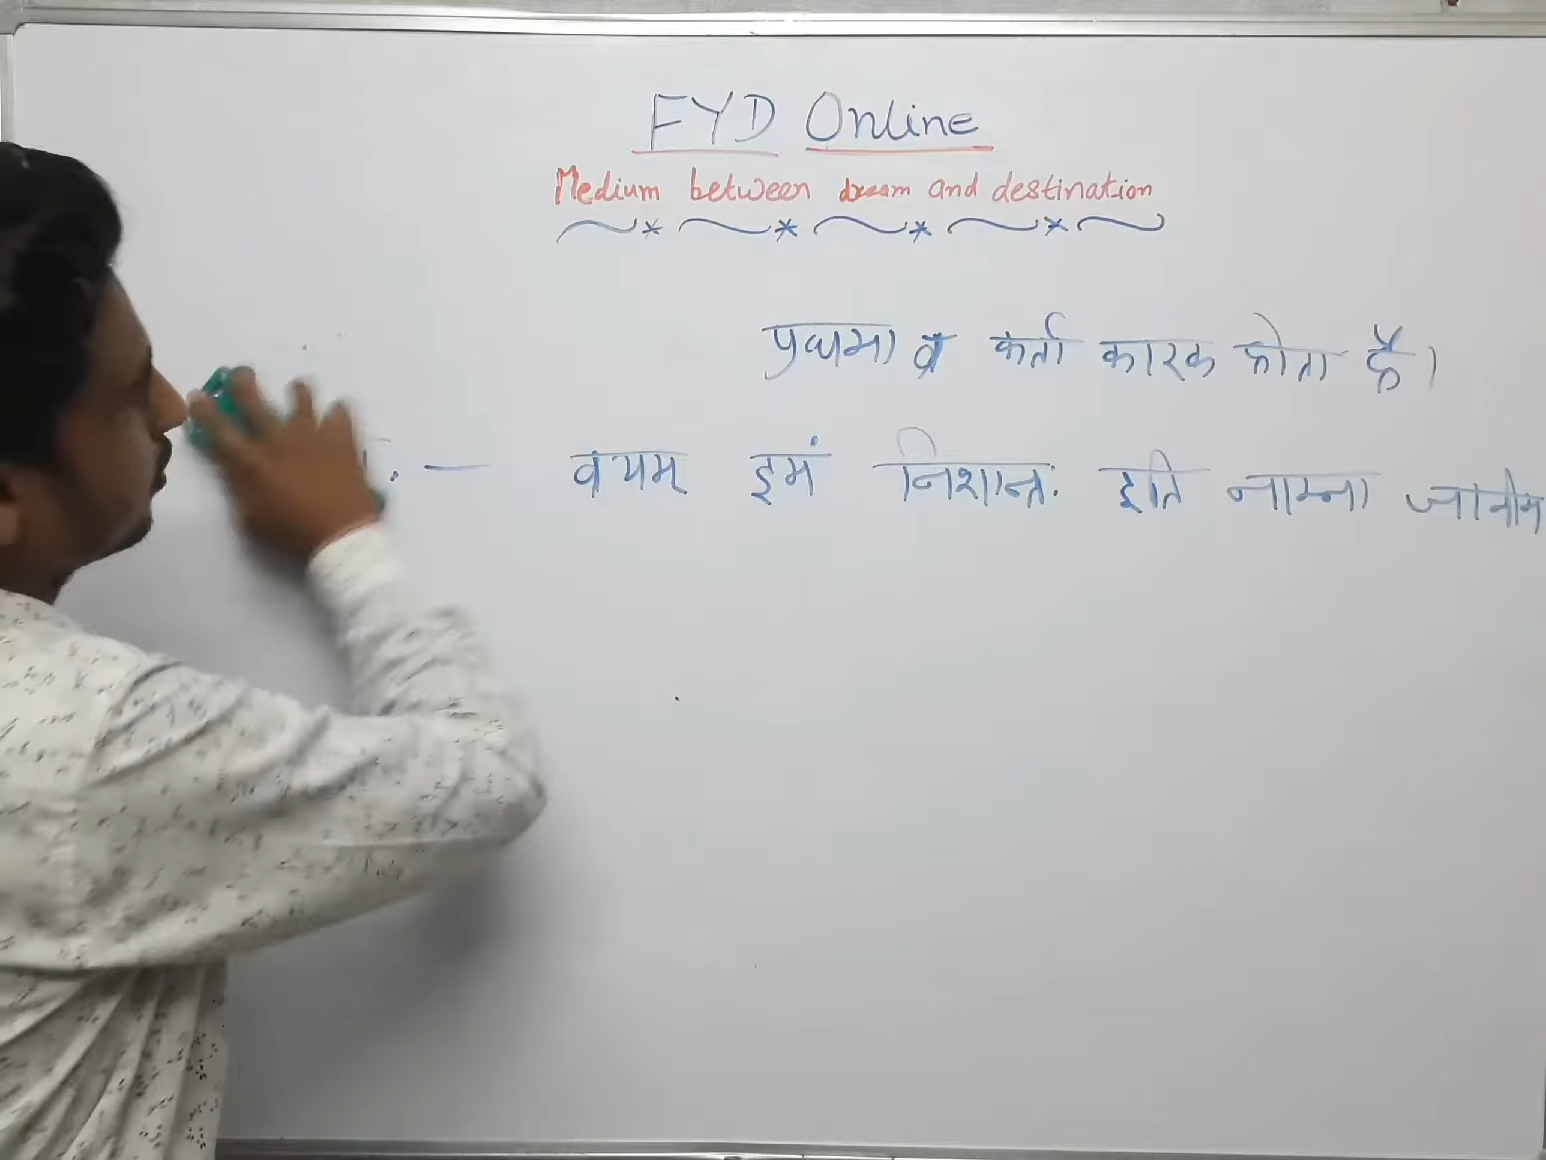 FYD Online
Medium between dream and destination
प्रथमा व कर्ता कारक होता है।
— वयम् इमं निशान्त: इति नाम्ना जानीम